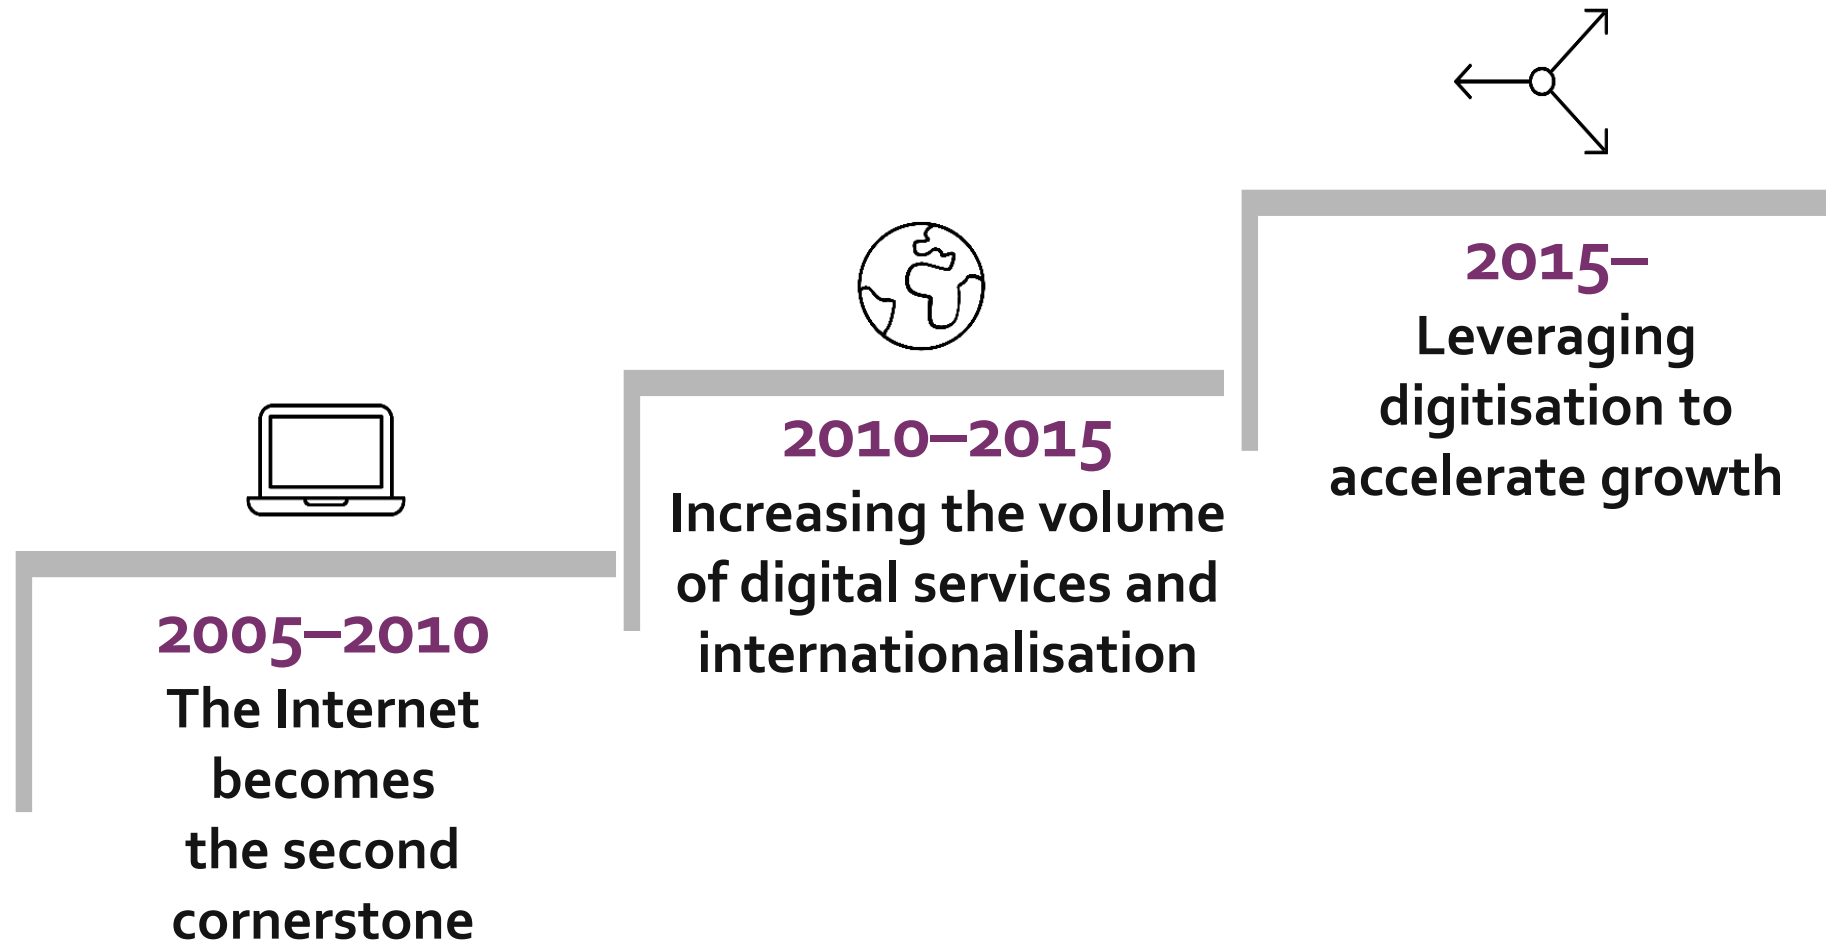 2005–2010
The Internet
becomes
the second
cornerstone
2010–2015
Increasing the volume
of digital services and
internationalisation
2015–
Leveraging
digitisation to
accelerate growth